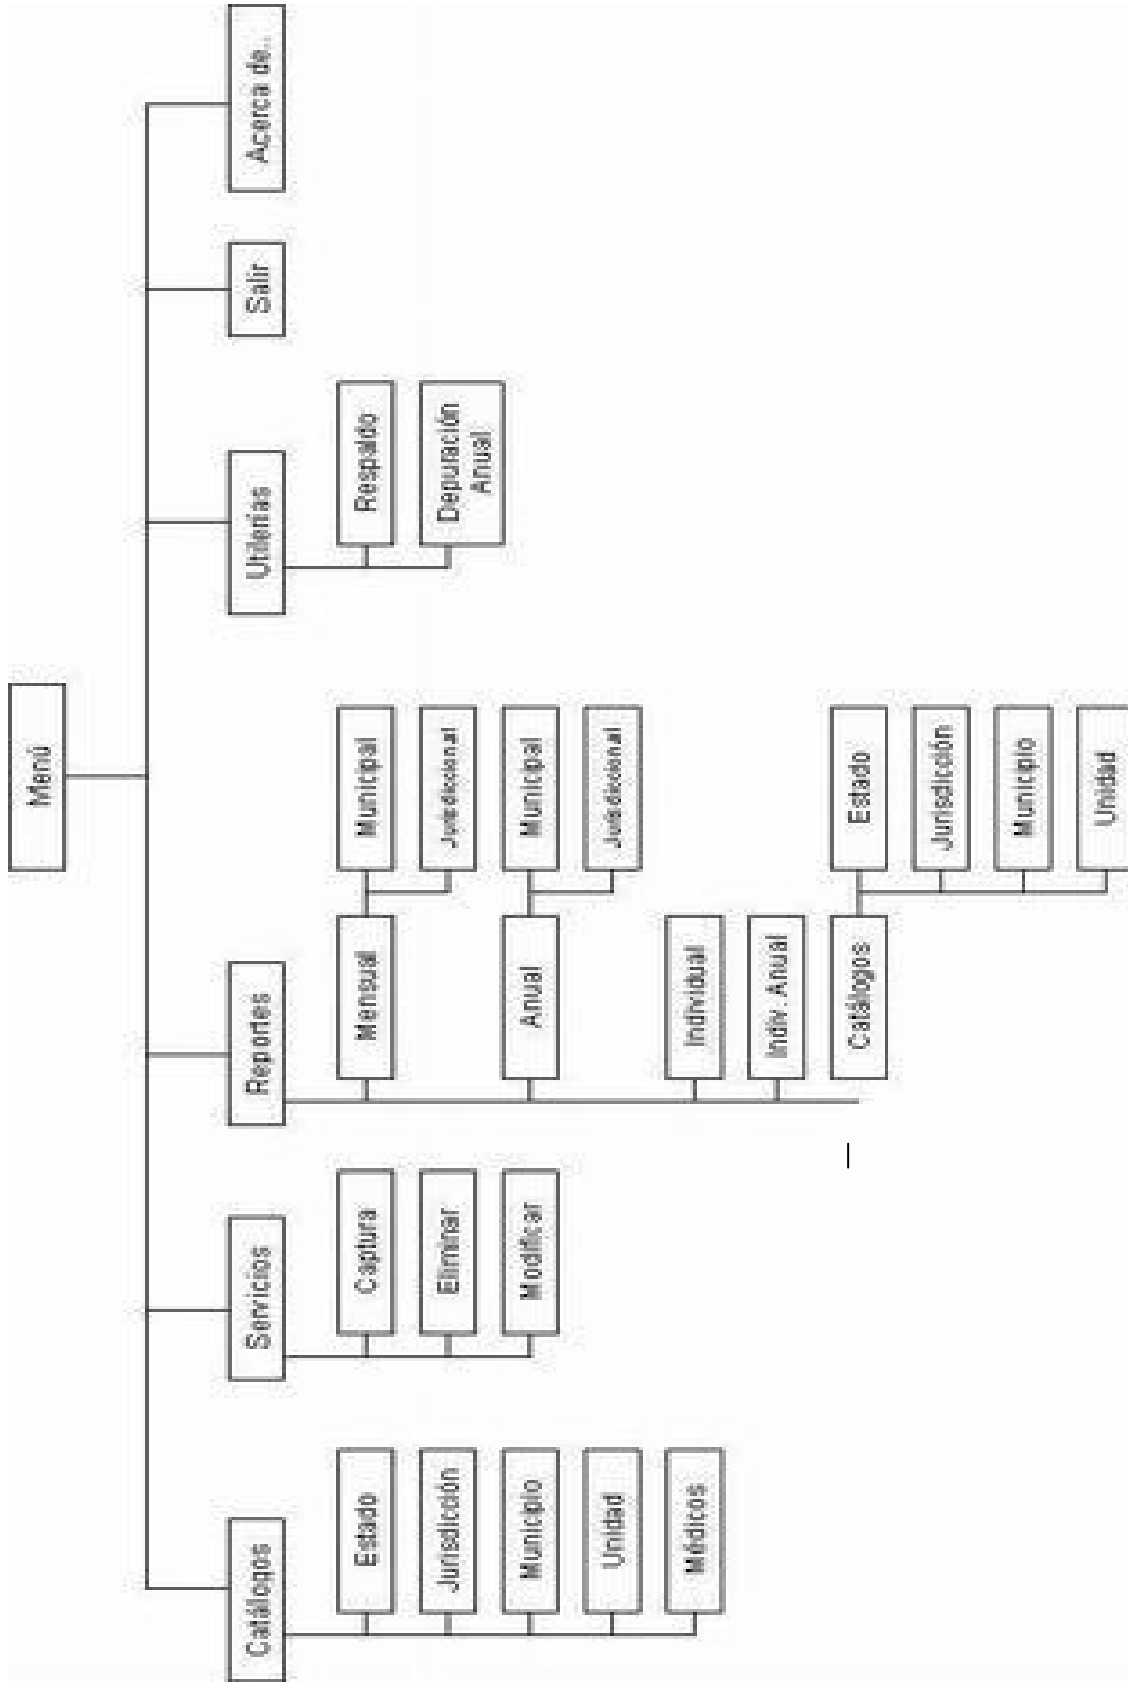 Menú
Catálogos
Servicios
Reportes
Utilerías
Salir
Acerca de..
Estado
Jurisdicción
Municipio
Unidad
Médicos
Captura
Eliminar
Modificar
Mensual
Municipal
Jurisdiccional
Anual
Municipal
Jurisdiccional
Individual
Indiv. Anual
Catálogos
Estado
Jurisdicción
Municipio
Unidad
Respaldo
Depuración
Anual